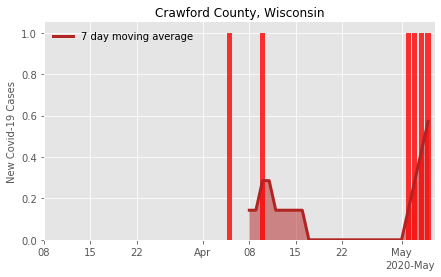 Crawford County, Wisconsin
7 day moving average
New Covid-19 Cases
1.0
0.8
0.6
0.4
0.2
0.0
08 15 22 Apr 08 15 22 May
2020-May